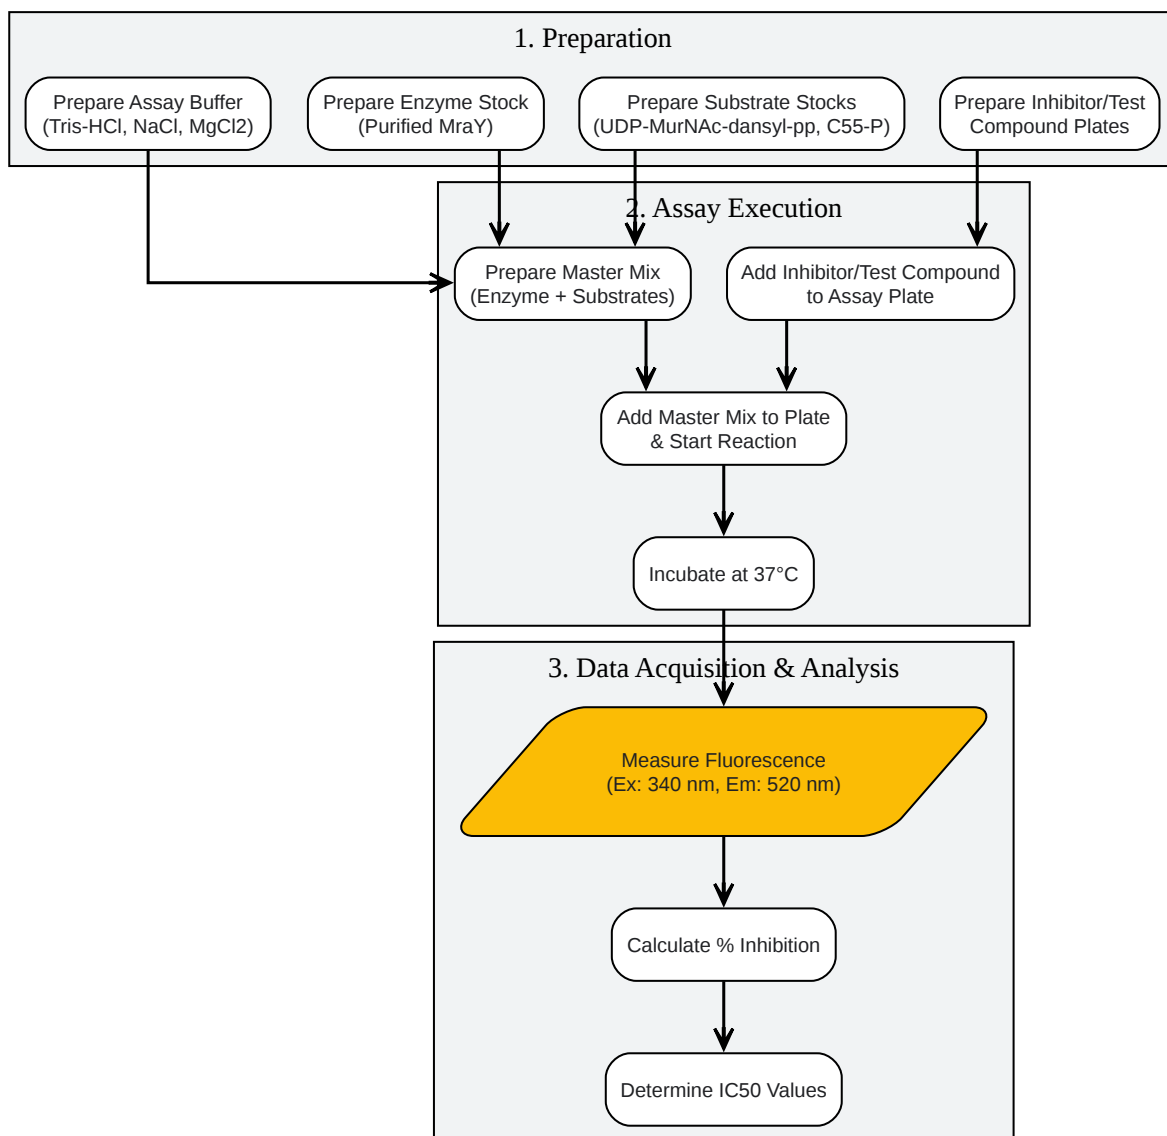 1. Preparation
Prepare Assay Buffer
(Tris-HCl, NaCl, MgCl2)
Prepare Enzyme Stock
(Purified MraY)
Prepare Substrate Stocks
(UDP-MurNAc-dansyl-pp, C55-P)
Prepare Inhibitor/Test
Compound Plates
2. Assay Execution
Prepare Master Mix
(Enzyme + Substrates)
Add Inhibitor/Test Compound
to Assay Plate
Add Master Mix to Plate
& Start Reaction
Incubate at 37°C
3. Data Acquisition & Analysis
Measure Fluorescence
(Ex: 340 nm, Em: 520 nm)
Calculate % Inhibition
Determine IC50 Values